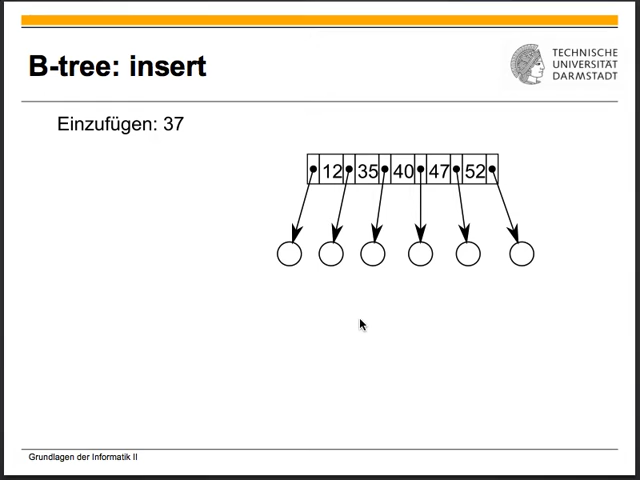 B-tree: insert
TECHNISCHE
UNIVERSITÄT
DARMSTADT
Einzufügen: 37
12 35 40 47 52
Grundlagen der Informatik II